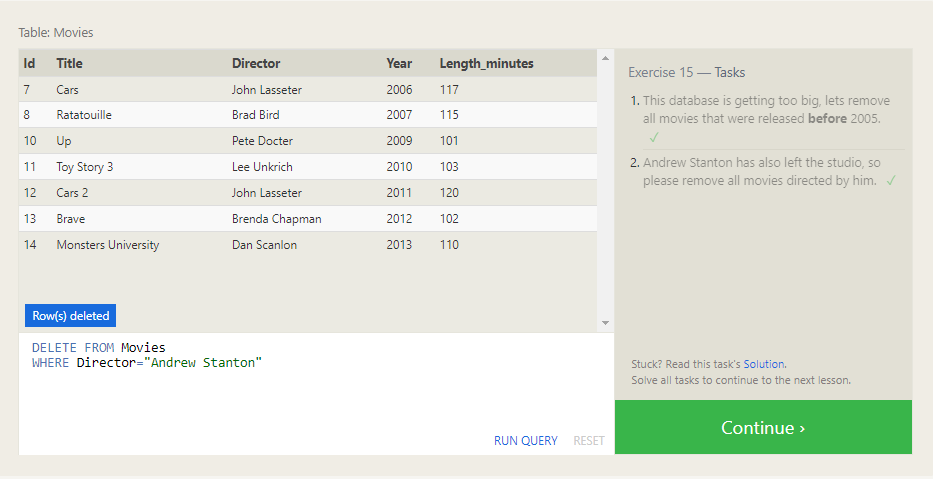 Table: Movies
Id Title Director Year Length_minutes
7 Cars John Lasseter 2006 117
8 Ratatouille Brad Bird 2007 115
10 Up Pete Docter 2009 101
11 Toy Story 3 Lee Unkrich 2010 103
12 Cars 2 John Lasseter 2011 120
13 Brave Brenda Chapman 2012 102
14 Monsters University Dan Scanlon 2013 110
Row(s) deleted
DELETE FROM Movies
WHERE Director="Andrew Stanton"
RUN QUERY RESET
Exercise 15 — Tasks
1. This database is getting too big, lets remove
all movies that were released before 2005.
✓
2. Andrew Stanton has also left the studio, so
please remove all movies directed by him. ✓
Stuck? Read this task's Solution.
Solve all tasks to continue to the next lesson.
Continue ›